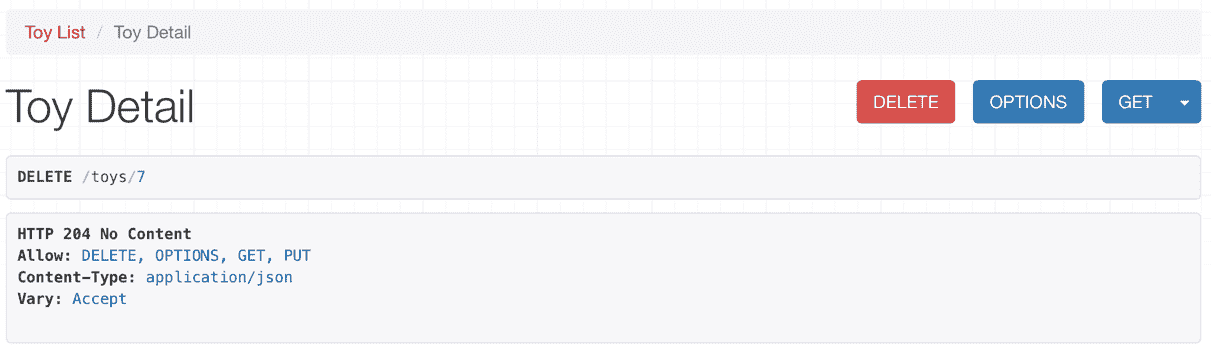 Toy List / Toy Detail
Toy Detail
DELETE
OPTIONS
GET
DELETE /toys/7
HTTP 204 No Content
Allow: DELETE, OPTIONS, GET, PUT
Content-Type: application/json
Vary: Accept